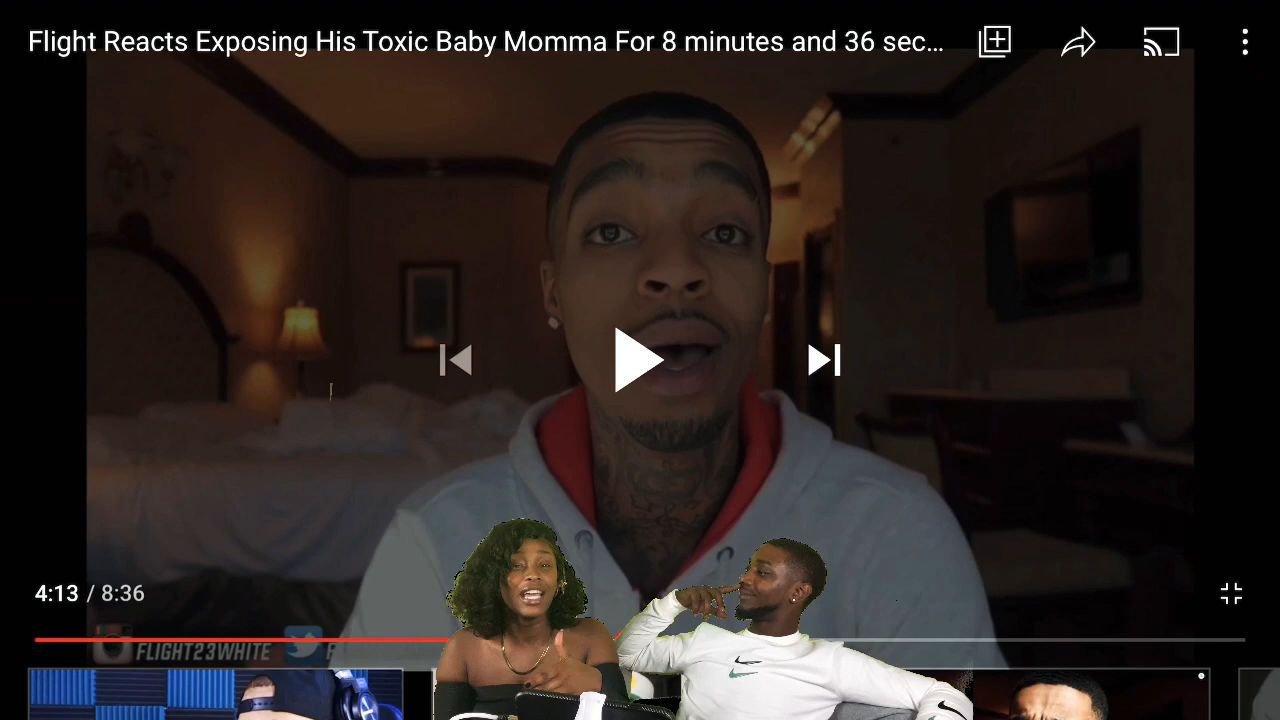 Flight Reacts Exposing His Toxic Baby Momma For 8 minutes and 36 sec...
4:13 / 8:36
FLIGHT23WHITE